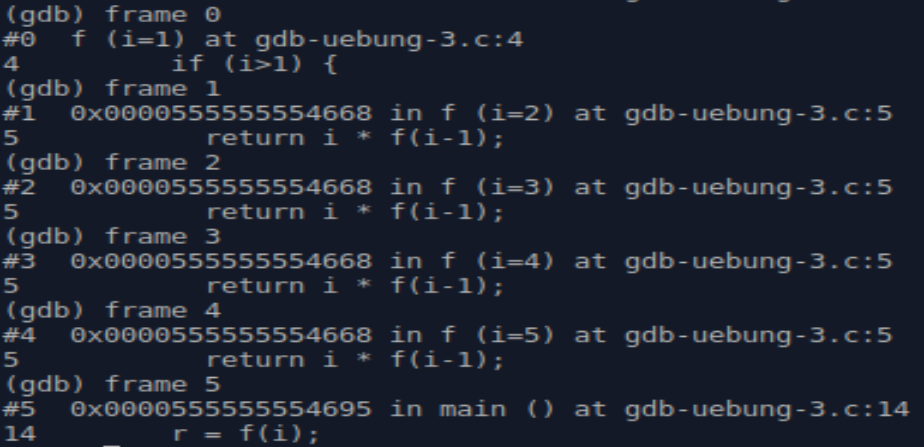 (gdb) frame 0
#0  f (i=1) at gdb-uebung-3.c:4
4         if (i>1) {
(gdb) frame 1
#1  0x0000555555554668 in f (i=2) at gdb-uebung-3.c:5
5           return i * f(i-1);
(gdb) frame 2
#2  0x0000555555554668 in f (i=3) at gdb-uebung-3.c:5
5           return i * f(i-1);
(gdb) frame 3
#3  0x0000555555554668 in f (i=4) at gdb-uebung-3.c:5
5           return i * f(i-1);
(gdb) frame 4
#4  0x0000555555554668 in f (i=5) at gdb-uebung-3.c:5
5           return i * f(i-1);
(gdb) frame 5
#5  0x0000555555554695 in main () at gdb-uebung-3.c:14
14        r = f(i);